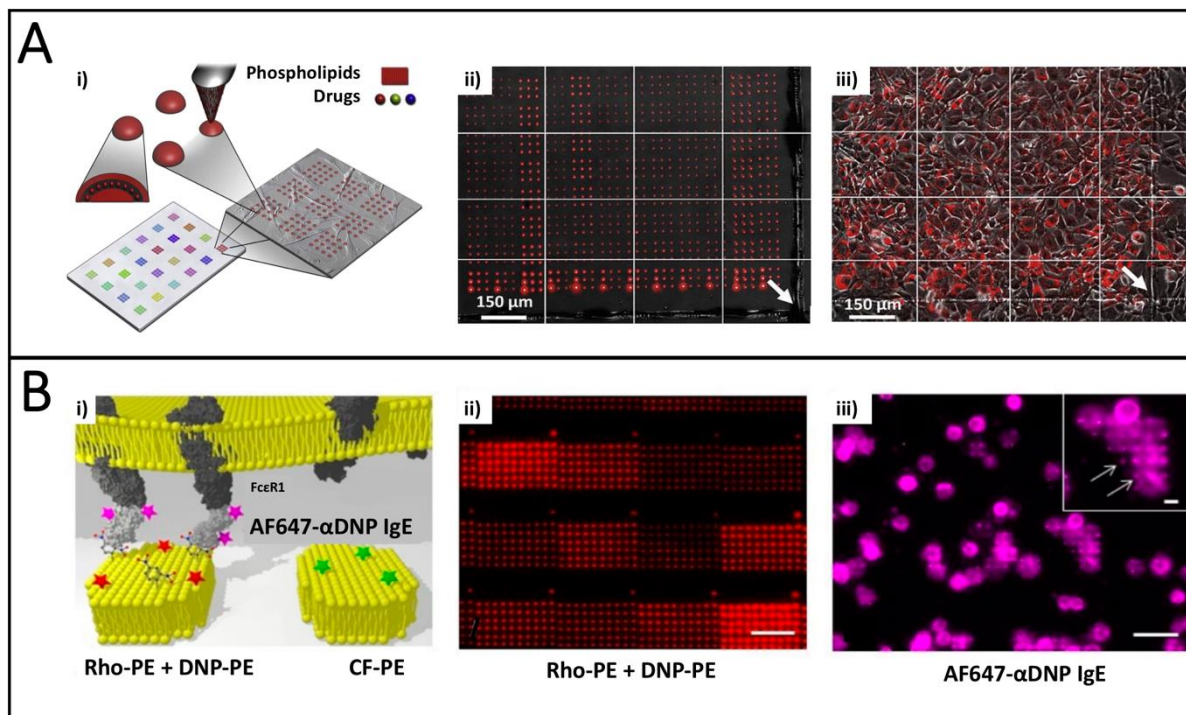 A
i)
Phospholipids
Drugs
ii)
150 µm
iii)
150 µm
B
i)
FcεR1
AF647-αDNP IgE
Rho-PE + DNP-PE
CF-PE
ii)
Rho-PE + DNP-PE
iii)
AF647-αDNP IgE